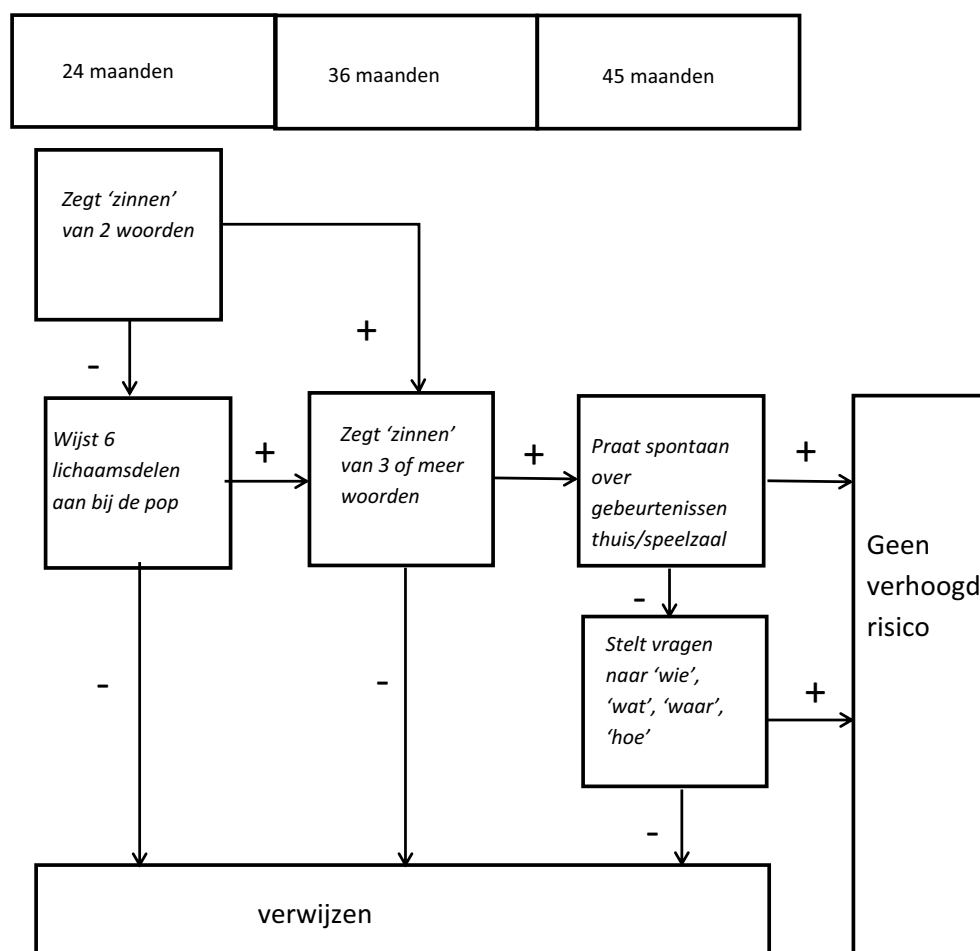 24 maanden
36 maanden
45 maanden
Zegt ‘zinnen’
van 2 woorden
+
-
Wijst 6
lichaamsdelen
aan bij de pop
+
Zegt ‘zinnen’
van 3 of meer
woorden
+
Praat spontaan
over
gebeurtenissen
thuis/speelzaal
+
Geen
verhoogd
risico
-
Stelt vragen
naar ‘wie’,
‘wat’, ‘waar’,
‘hoe’
+
-
-
-
verwijzen